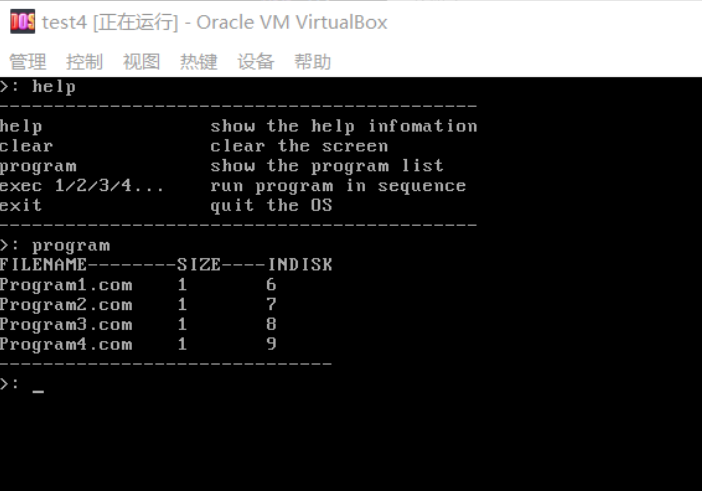 DOS test4 [正在运行] - Oracle VM VirtualBox
管理 控制 视图 热键 设备 帮助
>: help
-------------------------------------------
help show the help infomation
clear clear the screen
program show the program list
exec 1/2/3/4... run program in sequence
exit quit the OS
-------------------------------------------
>: program
FILENAME--------SIZE----INDISK
Program1.com 1 6
Program2.com 1 7
Program3.com 1 8
Program4.com 1 9
------------------------------
>: _